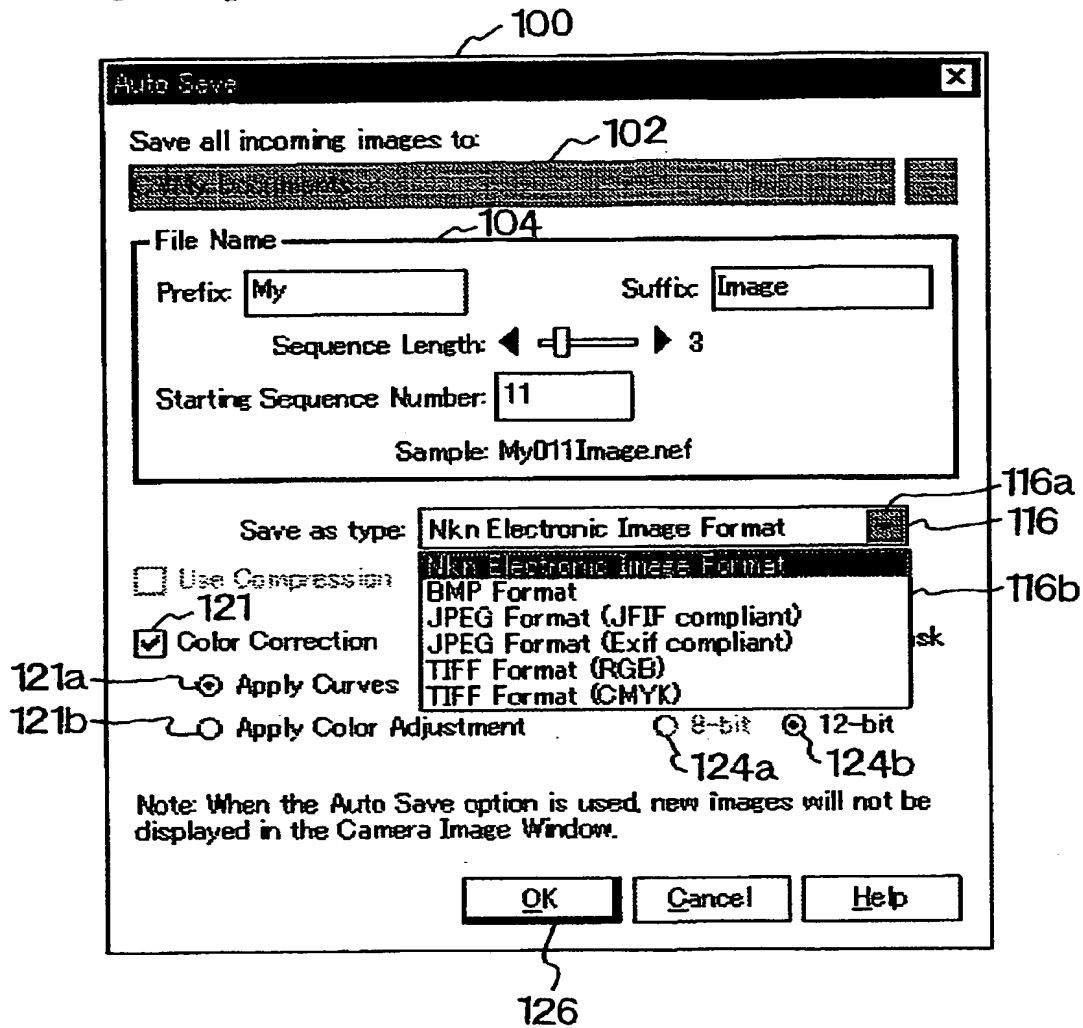 100
Auto Save
Save all incoming images to:
102
My Documents
104
File Name
Prefix: My
Suffix: Image
Sequence Length: 3
Starting Sequence Number: 11
Sample: My011Image.nef
116a
116
Save as type: Nkn Electronic Image Format
Nkn Electronic Image Format
Use Compression
BMP Format
116b
121
JPEG Format (JFIF compliant)
Color Correction
JPEG Format (Exif compliant)
sk
TIFF Format (RGB)
121a
Apply Curves
TIFF Format (CMYK)
121b
Apply Color Adjustment
8-bit
12-bit
124a
124b
Note: When the Auto Save option is used, new images will not be
displayed in the Camera Image Window.
OK
Cancel
Help
126